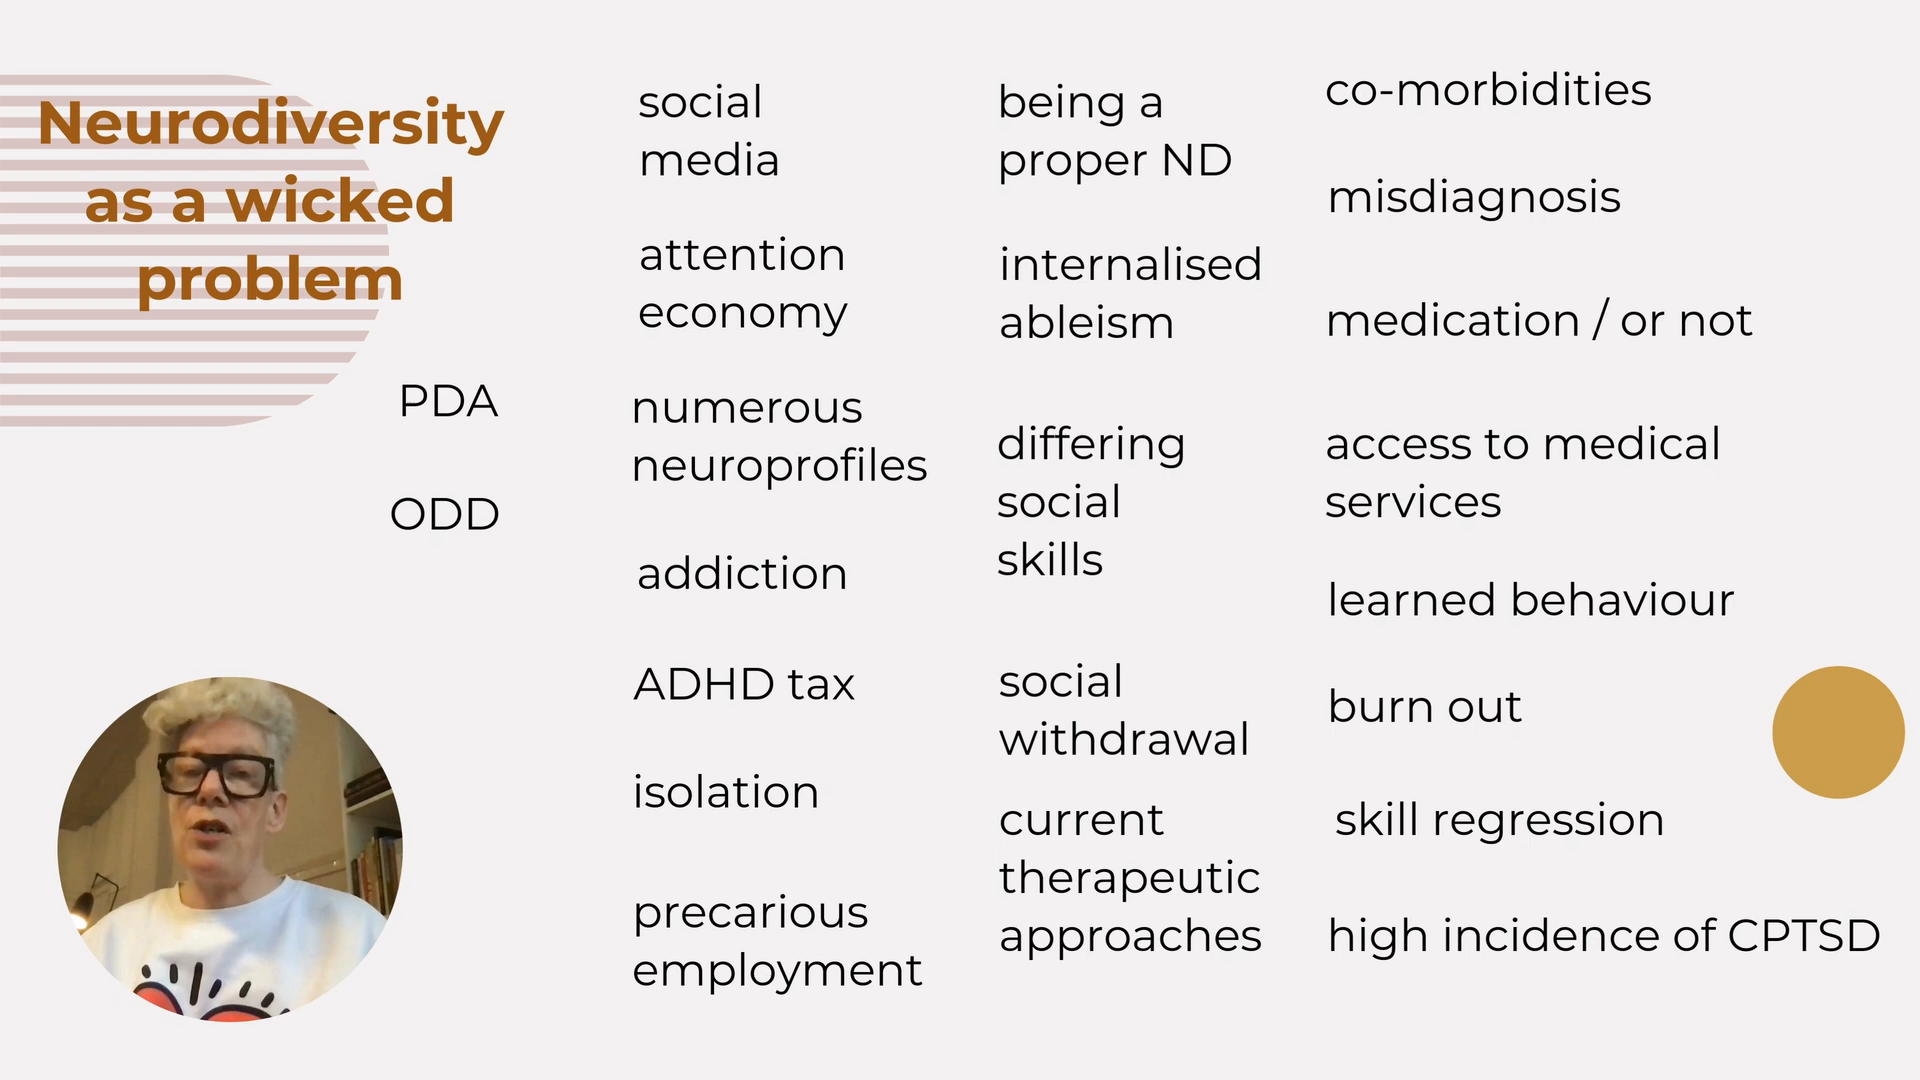 Neurodiversity
as a wicked
problem
PDA
ODD
social
media
attention
economy
numerous
neuroprofiles
addiction
ADHD tax
isolation
precarious
employment
being a
proper ND
internalised
ableism
differing
social
skills
social
withdrawal
current
therapeutic
approaches
co-morbidities
misdiagnosis
medication / or not
access to medical
services
learned behaviour
burn out
skill regression
high incidence of CPTSD